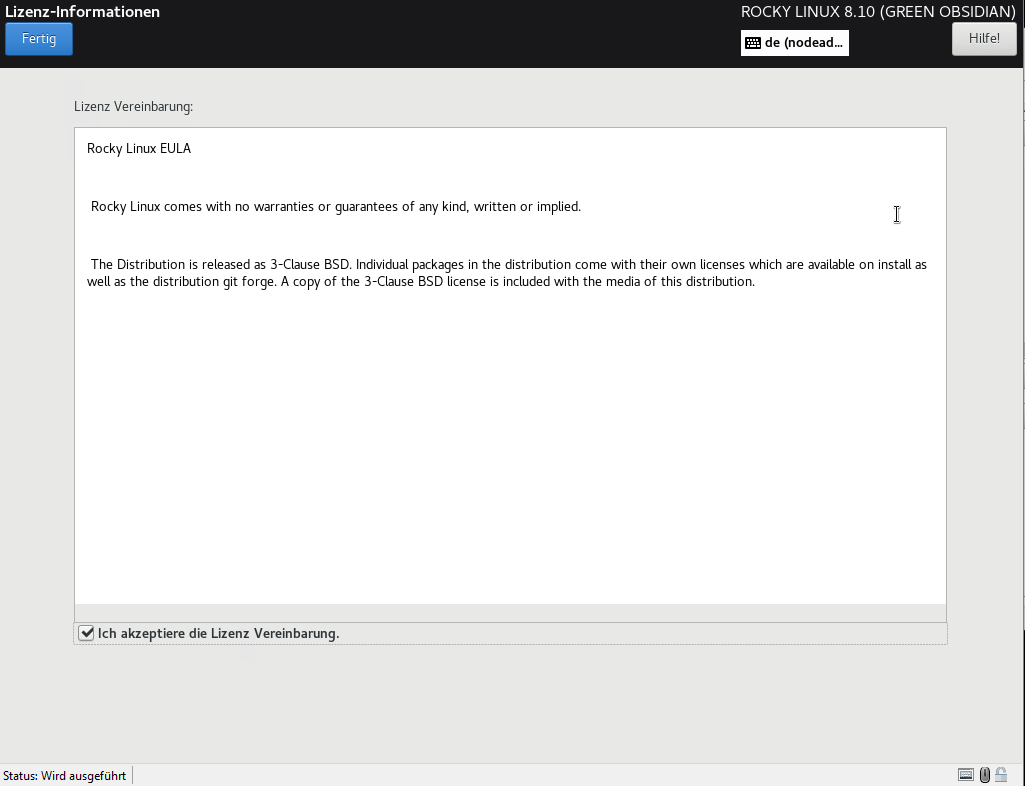 Lizenz-Informationen
ROCKY LINUX 8.10 (GREEN OBSIDIAN)
Fertig
de (nodead...
Hilfe!
Lizenz Vereinbarung:
Rocky Linux EULA
Rocky Linux comes with no warranties or guarantees of any kind, written or implied.
The Distribution is released as 3-Clause BSD. Individual packages in the distribution come with their own licenses which are available on install as
well as the distribution git forge. A copy of the 3-Clause BSD license is included with the media of this distribution.
Ich akzeptiere die Lizenz Vereinbarung.
Status: Wird ausgeführt